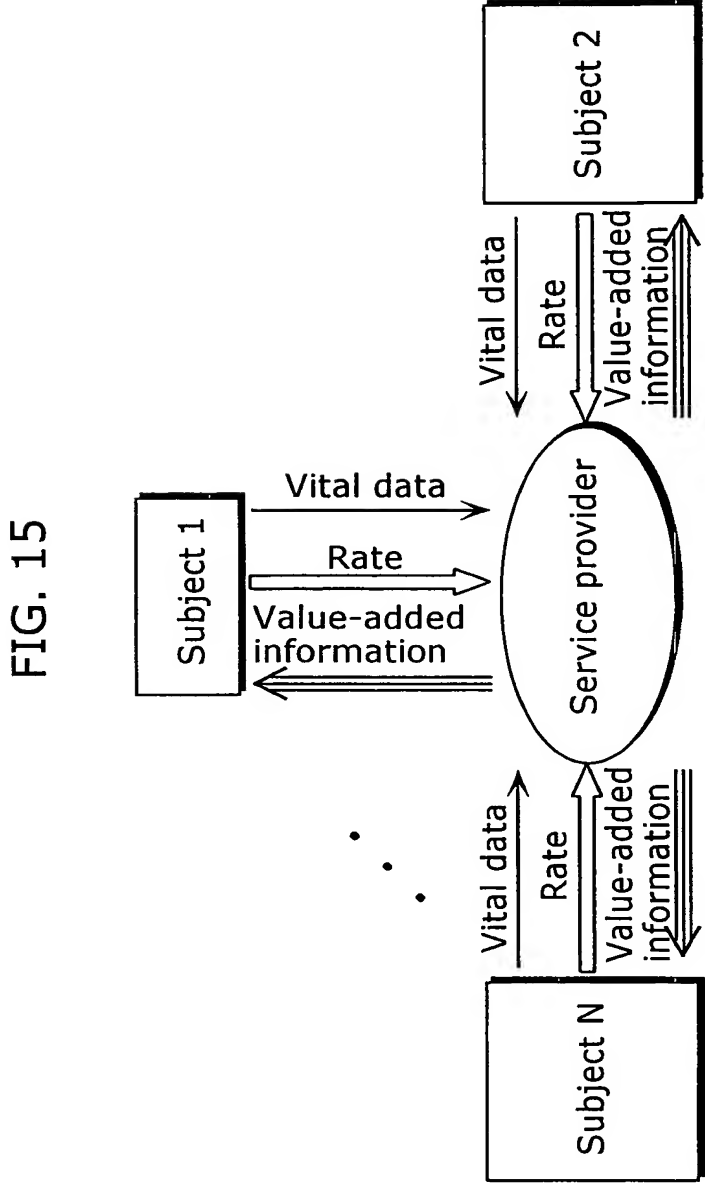 FIG. 15
Subject 1
Vital data
Rate
Value-added
information
Subject 2
Vital data
Rate
Value-added
information
Service provider
Subject N
Vital data
Rate
Value-added
information